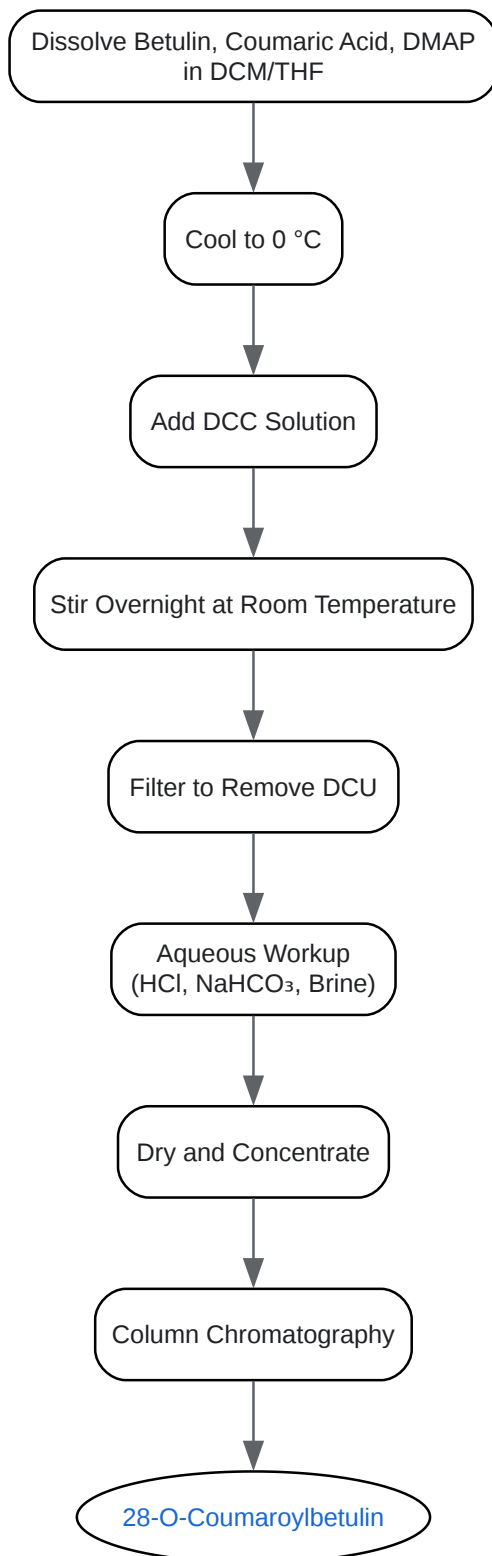 Dissolve Betulin, Coumaric Acid, DMAP
in DCM/THF
Cool to 0 °C
Add DCC Solution
Stir Overnight at Room Temperature
Filter to Remove DCU
Aqueous Workup
(HCl, NaHCO₃, Brine)
Dry and Concentrate
Column Chromatography
28-O-Coumaroylbetulin